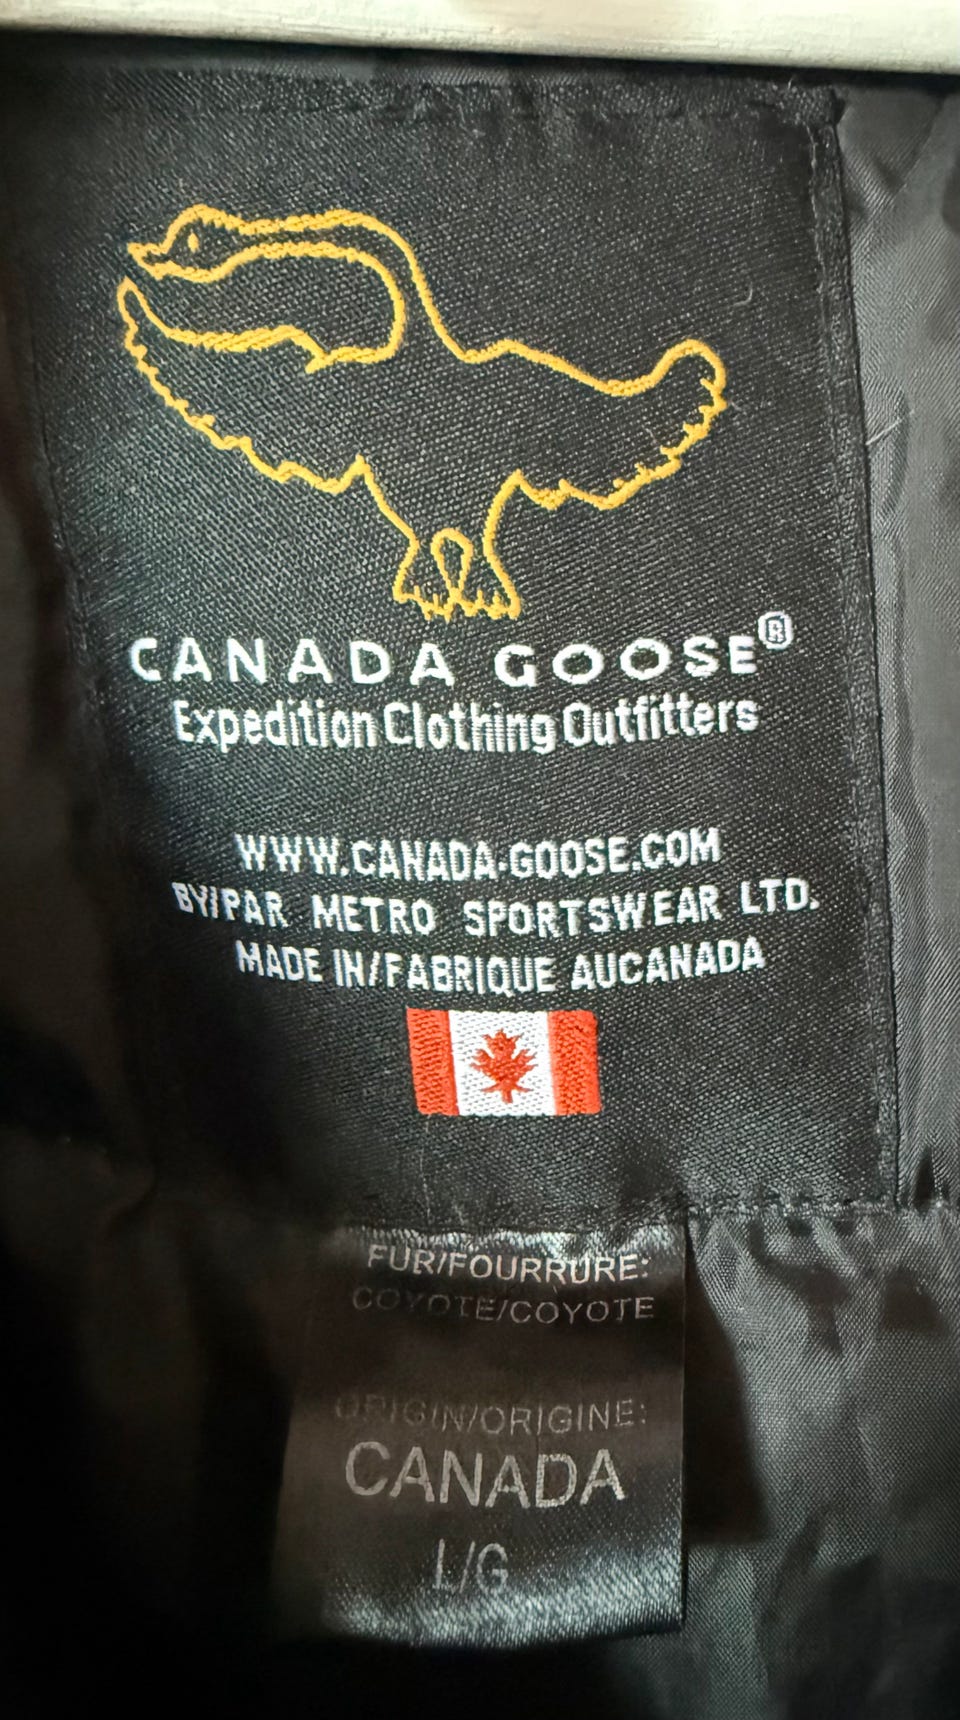 CANADA GOOSE®
Expedition Clothing Outfitters
WWW.CANADA-GOOSE.COM
BY/PAR METRO SPORTSWEAR LTD.
MADE IN/FABRIQUE AUCANADA
FUR/FOURRURE:
COYOTE/COYOTE
ORIGIN/ORIGINE:
CANADA
L/G